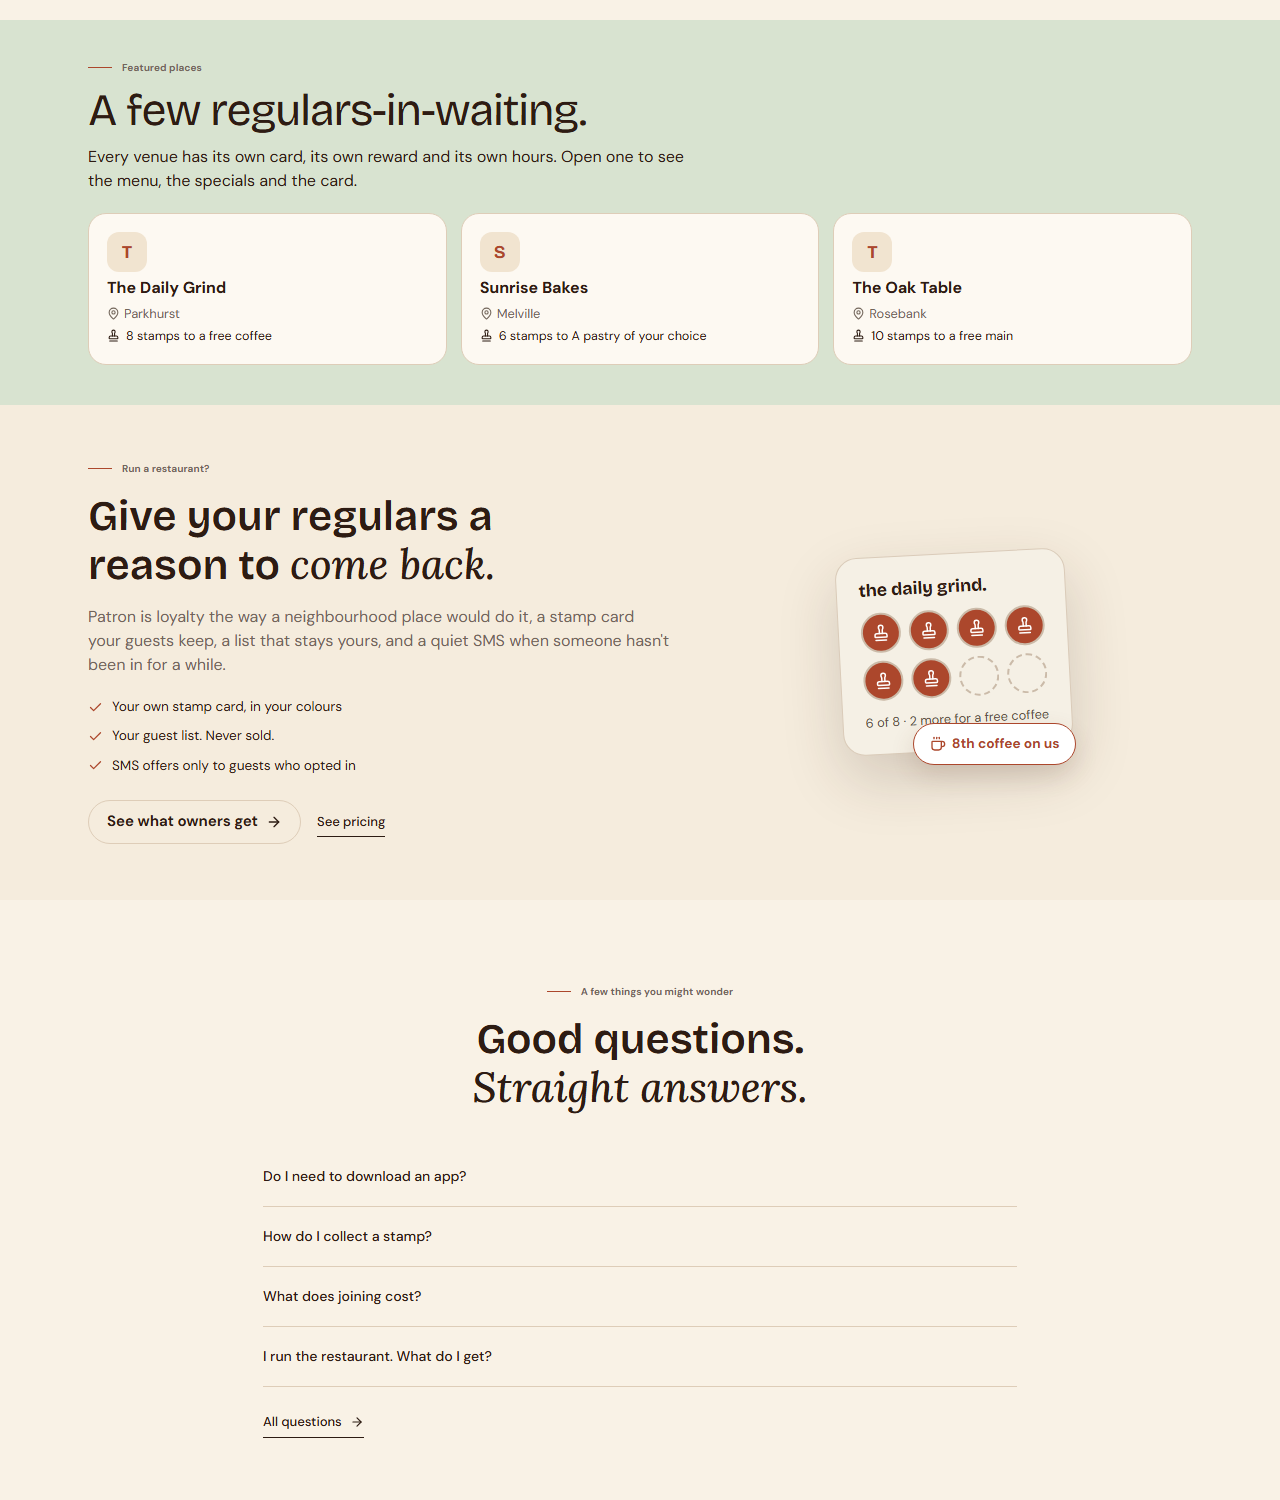 Featured places
A few regulars-in-waiting.
Every venue has its own card, its own reward and its own hours. Open one to see
the menu, the specials and the card.
T
The Daily Grind
Parkhurst
8 stamps to a free coffee
S
Sunrise Bakes
Melville
6 stamps to A pastry of your choice
T
The Oak Table
Rosebank
10 stamps to a free main
Run a restaurant?
Give your regulars a
reason to come back.
Patron is loyalty the way a neighbourhood place would do it, a stamp card
your guests keep, a list that stays yours, and a quiet SMS when someone hasn't
been in for a while.
Your own stamp card, in your colours
Your guest list. Never sold.
SMS offers only to guests who opted in
See what owners get
See pricing
the daily grind.
6 of 8 · 2 more for a free coffee
8th coffee on us
A few things you might wonder
Good questions.
Straight answers.
Do I need to download an app?
How do I collect a stamp?
What does joining cost?
I run the restaurant. What do I get?
All questions